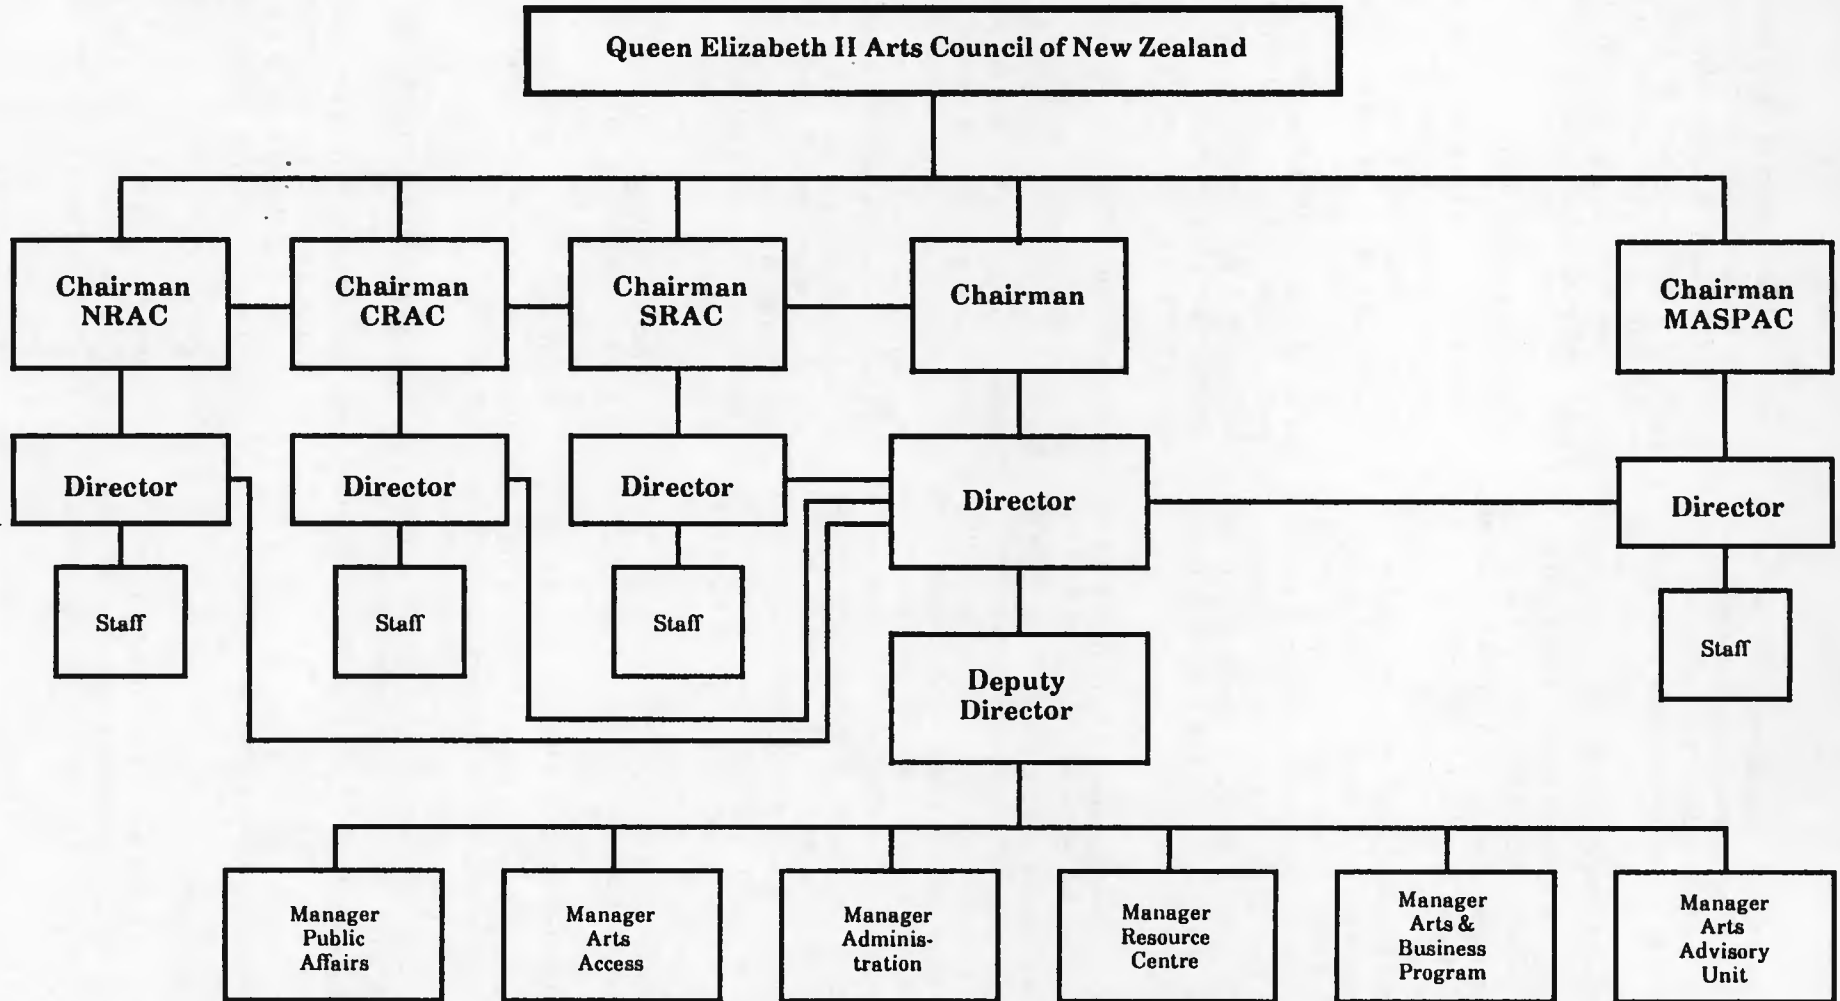 Queen Elizabeth II Arts Council of New Zealand
Chairman
NRAC
Chairman
CRAC
Chairman
SRAC
Chairman
Chairman
MASPAC
Director
Director
Director
Director
Director
Staff
Staff
Staff
Staff
Deputy
Director
Manager
Public
Affairs
Manager
Arts
Access
Manager
Adminis-
tration
Manager
Resource
Centre
Manager
Arts &
Business
Program
Manager
Arts
Advisory
Unit